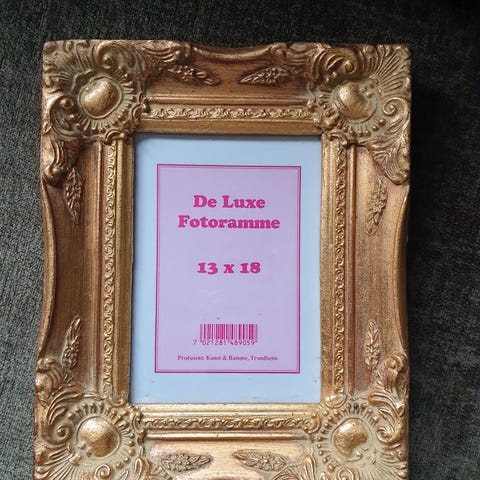 De Luxe
Fotoramme
13 x 18
7 021281 489059
Produsent: Kunst & Ramme, Trondheim